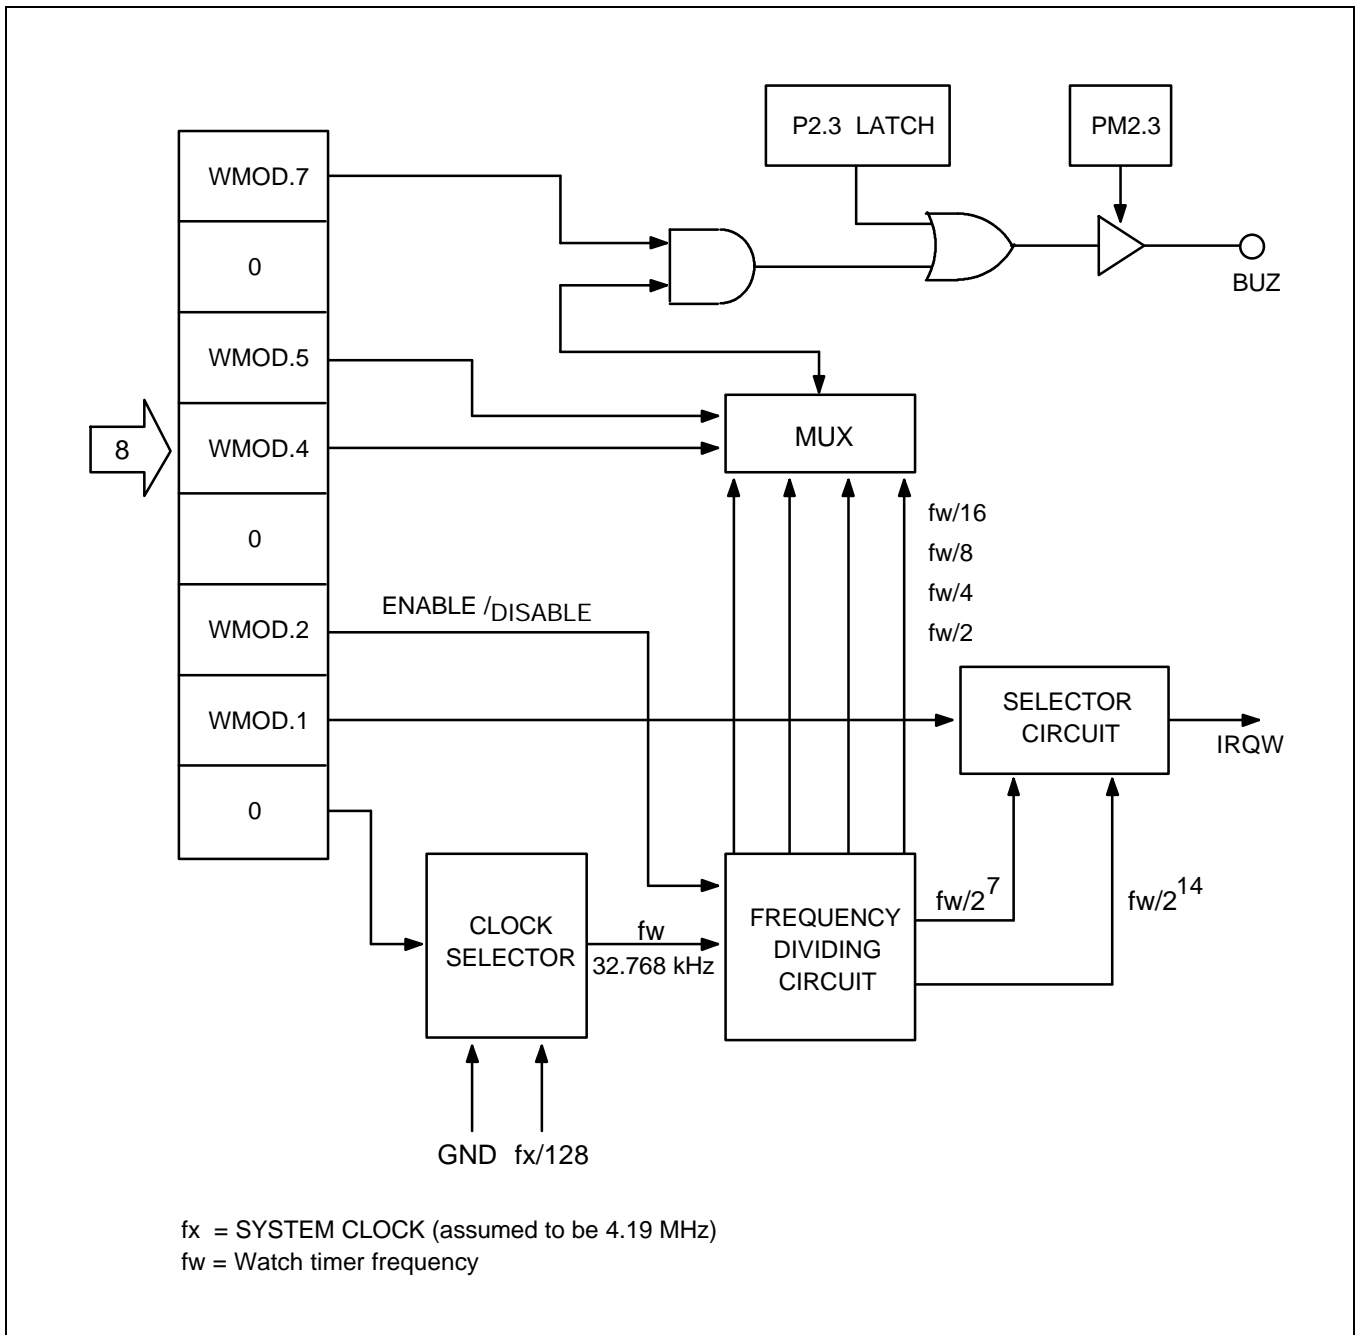 P2.3 LATCH
PM2.3
WMOD.7
0
BUZ
WMOD.5
8
WMOD.4
MUX
0
fw/16
fw/8
fw/4
fw/2
ENABLE /DISABLE
WMOD.2
WMOD.1
SELECTOR
CIRCUIT
IRQW
0
CLOCK
SELECTOR
fw
32.768 kHz
FREQUENCY
DIVIDING
CIRCUIT
fw/2^7
fw/2^14
GND fx/128
fx = SYSTEM CLOCK (assumed to be 4.19 MHz)
fw = Watch timer frequency